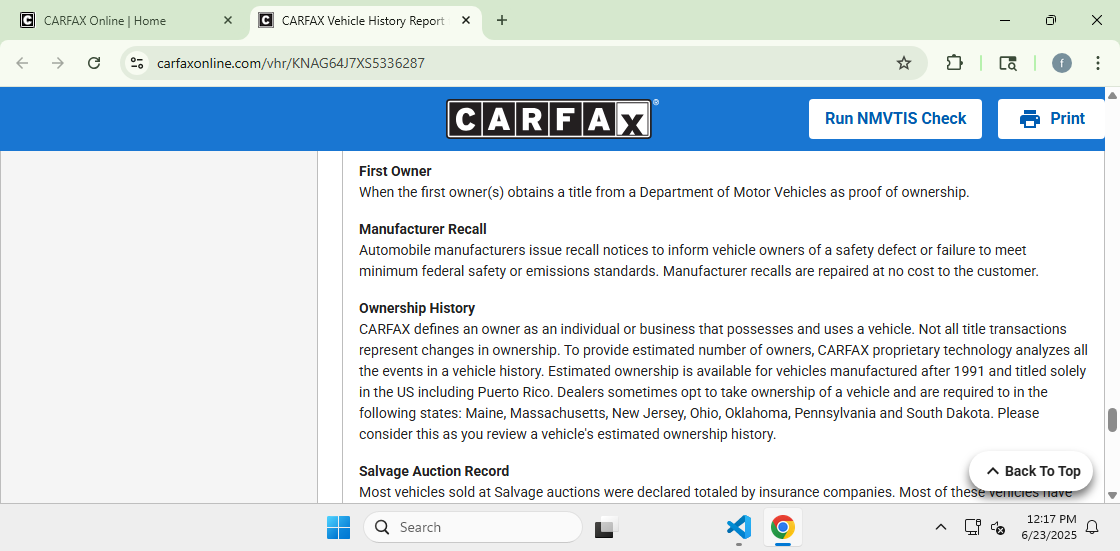 CARFAX Online | Home
CARFAX Vehicle History Report
carfaxonline.com/vhr/KNAG64J7XS5336287
f
CARFAX®
Run NMVTIS Check
Print
First Owner
When the first owner(s) obtains a title from a Department of Motor Vehicles as proof of ownership.
Manufacturer Recall
Automobile manufacturers issue recall notices to inform vehicle owners of a safety defect or failure to meet
minimum federal safety or emissions standards. Manufacturer recalls are repaired at no cost to the customer.
Ownership History
CARFAX defines an owner as an individual or business that possesses and uses a vehicle. Not all title transactions
represent changes in ownership. To provide estimated number of owners, CARFAX proprietary technology analyzes all
the events in a vehicle history. Estimated ownership is available for vehicles manufactured after 1991 and titled solely
in the US including Puerto Rico. Dealers sometimes opt to take ownership of a vehicle and are required to in the
following states: Maine, Massachusetts, New Jersey, Ohio, Oklahoma, Pennsylvania and South Dakota. Please
consider this as you review a vehicle's estimated ownership history.
Salvage Auction Record
Back To Top
Most vehicles sold at Salvage auctions were declared totaled by insurance companies. Most of these vehicles have
Search
12:17 PM
6/23/2025